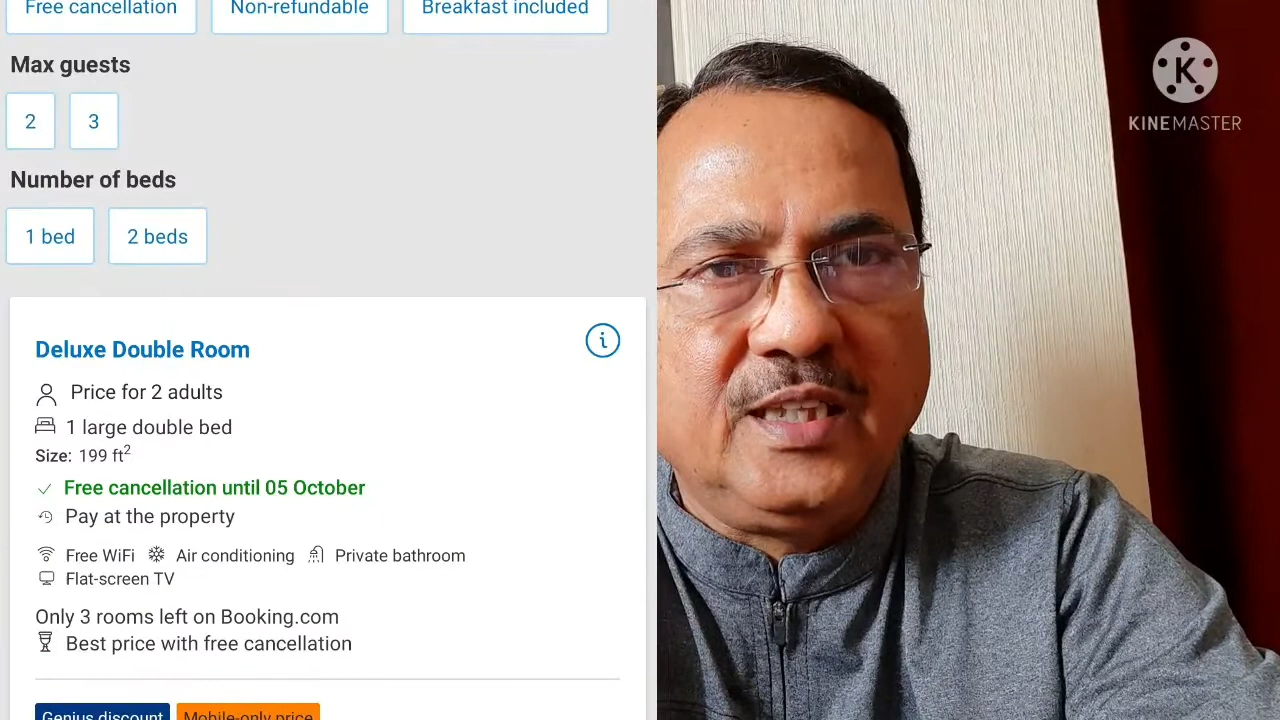 Free cancellation
Non-refundable
Breakfast included
Max guests
2
3
Number of beds
1 bed
2 beds
Deluxe Double Room
Price for 2 adults
1 large double bed
Size: 199 ft²
Free cancellation until 05 October
Pay at the property
Free WiFi
Air conditioning
Private bathroom
Flat-screen TV
Only 3 rooms left on Booking.com
Best price with free cancellation
Genius discount
Mobile-only price
K
KINEMASTER